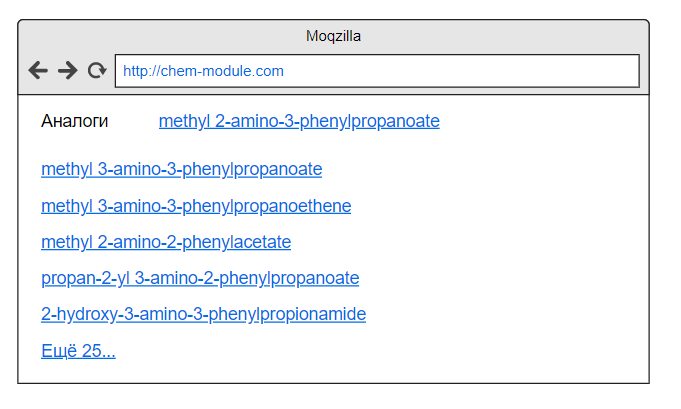 Moqzilla
http://chem-module.com
Аналоги methyl 2-amino-3-phenylpropanoate
methyl 3-amino-3-phenylpropanoate
methyl 3-amino-3-phenylpropanoethene
methyl 2-amino-2-phenylacetate
propan-2-yl 3-amino-2-phenylpropanoate
2-hydroxy-3-amino-3-phenylpropionamide
Ещё 25...